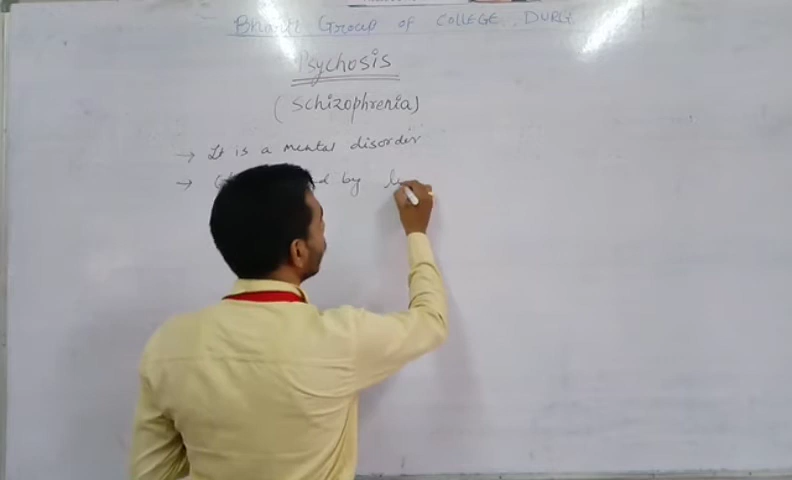 Bharti Group of COLLEGE, DURG
Psychosis
(Schizophrenia)
→ It is a mental disorder
→ by